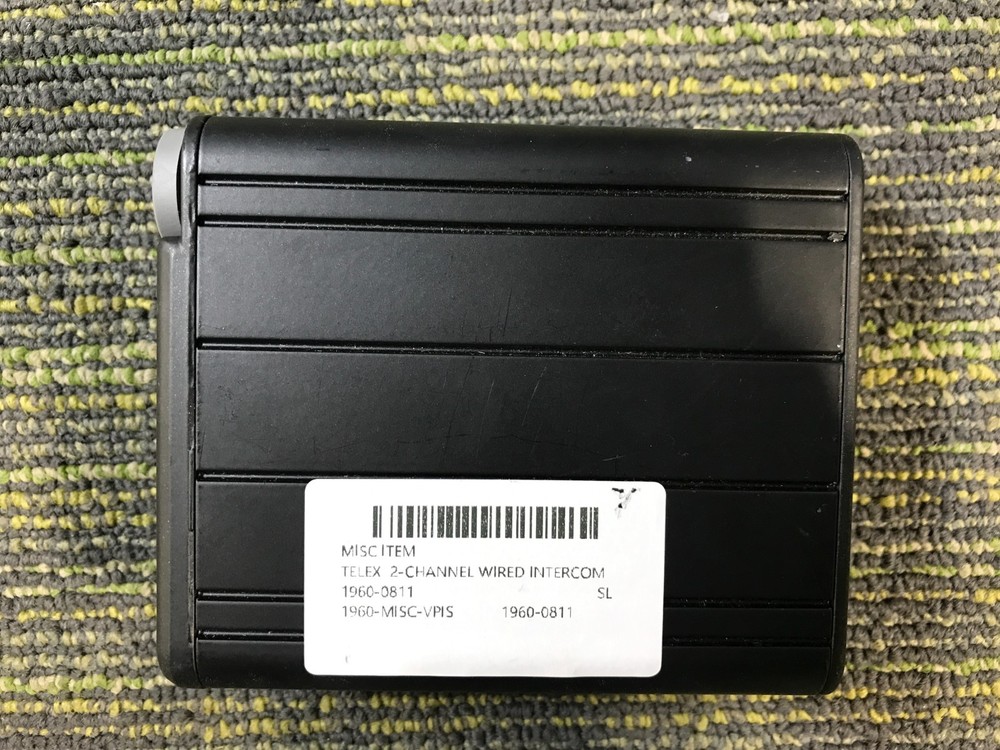 MISC ITEM
TELEX 2-CHANNEL WIRED INTERCOM
1960-0811 SL
1960-MISC-VPIS 1960-0811